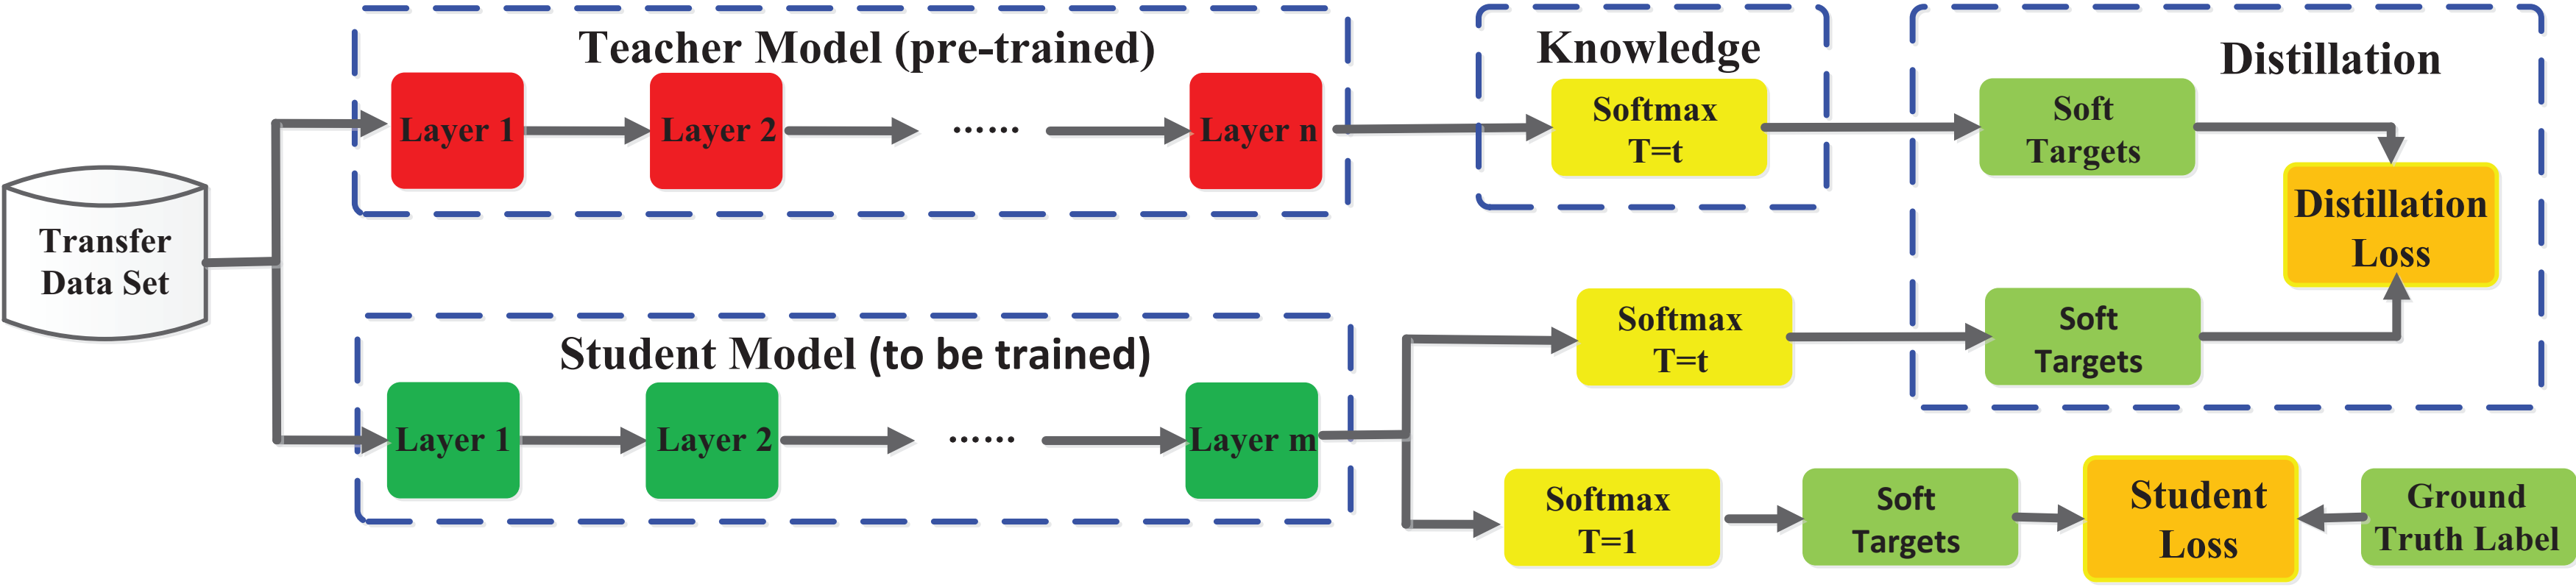 Teacher Model (pre-trained)
Layer 1
Layer 2
......
Layer n
Knowledge
Softmax
T=t
Distillation
Soft
Targets
Distillation
Loss
Transfer
Data Set
Student Model (to be trained)
Layer 1
Layer 2
......
Layer m
Softmax
T=t
Soft
Targets
Softmax
T=1
Soft
Targets
Student
Loss
Ground
Truth Label